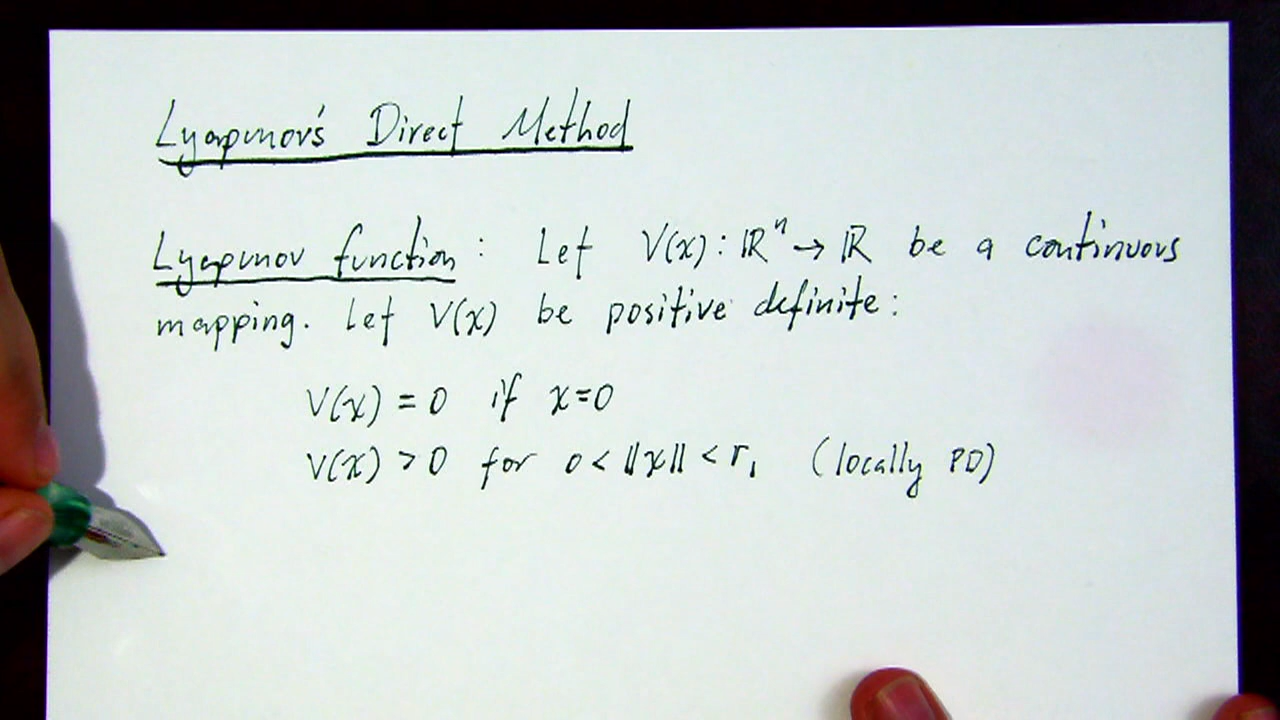 Lyapunov's Direct Method
Lyapunov function: Let V(x): ℝⁿ → ℝ be a continuous
mapping. Let V(x) be positive definite:
V(x) = 0 if x=0
V(x) > 0 for 0 < ||x|| < r₁ (locally PD)